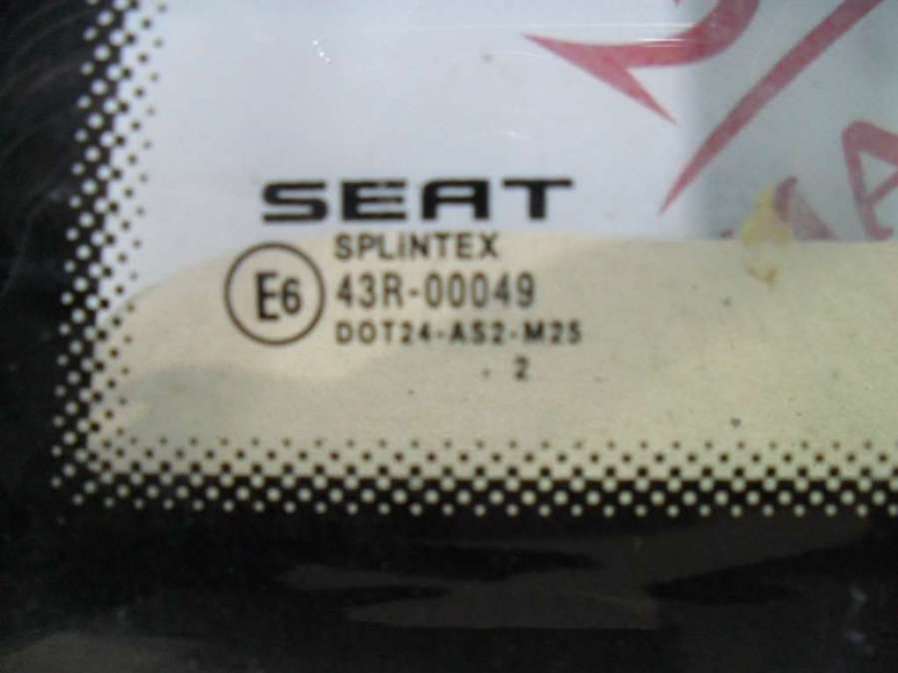 SEAT
SPLiNTEX
E6
43R-00049
DOT24-AS2-M25
. 2